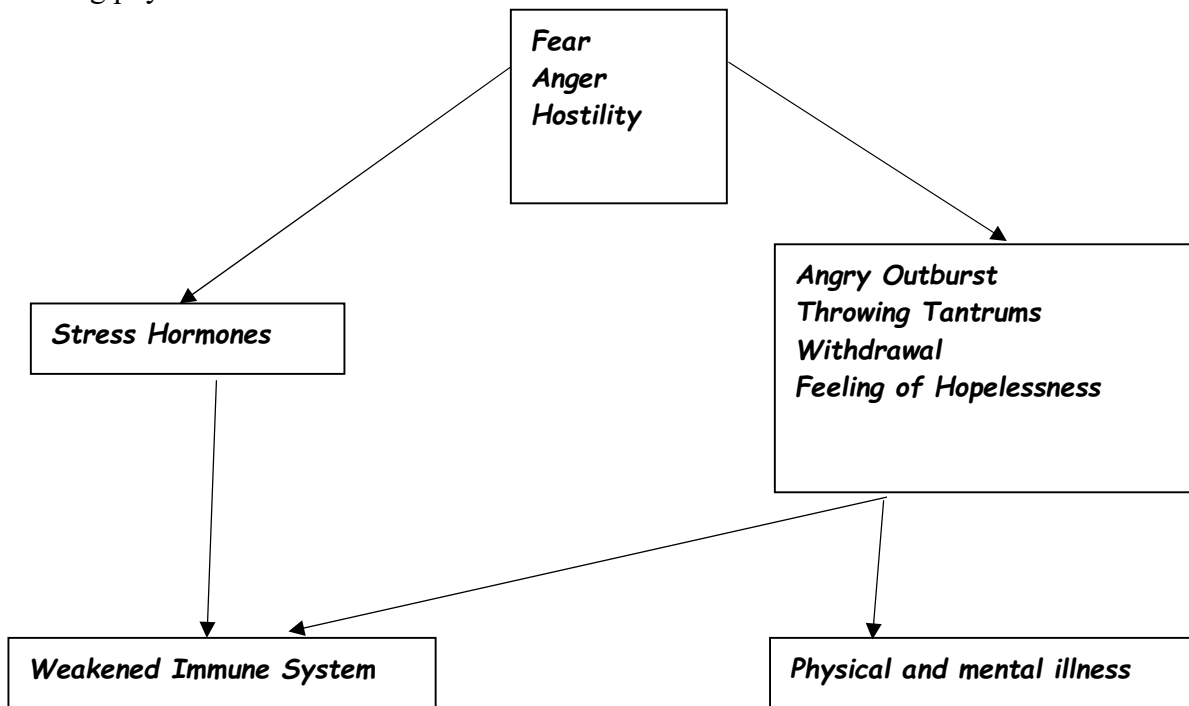 g phy
Fear
Anger
Hostility
Angry Outburst
Throwing Tantrums
Withdrawal
Feeling of Hopelessness
Stress Hormones
Weakened Immune System
Physical and mental illness